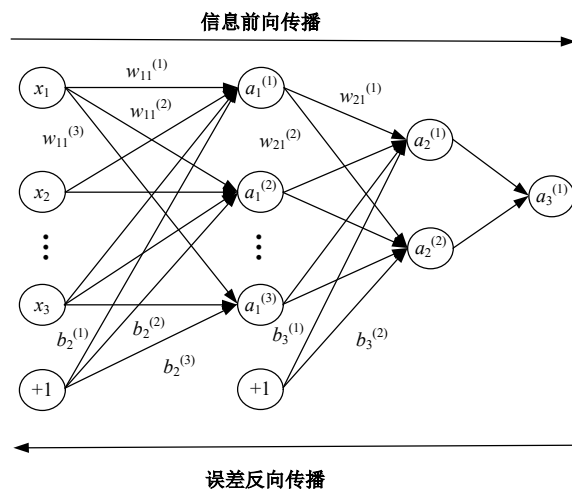 信息前向传播
x₁
w₁₁⁽¹⁾
a₁⁽¹⁾
w₂₁⁽¹⁾
w₁₁⁽²⁾
w₁₁⁽³⁾
w₂₁⁽²⁾
a₂⁽¹⁾
x₂
a₁⁽²⁾
a₃⁽¹⁾
a₂⁽²⁾
x₃
a₁⁽³⁾
b₂⁽¹⁾
b₂⁽²⁾
b₂⁽³⁾
b₃⁽¹⁾
b₃⁽²⁾
+1
+1
误差反向传播